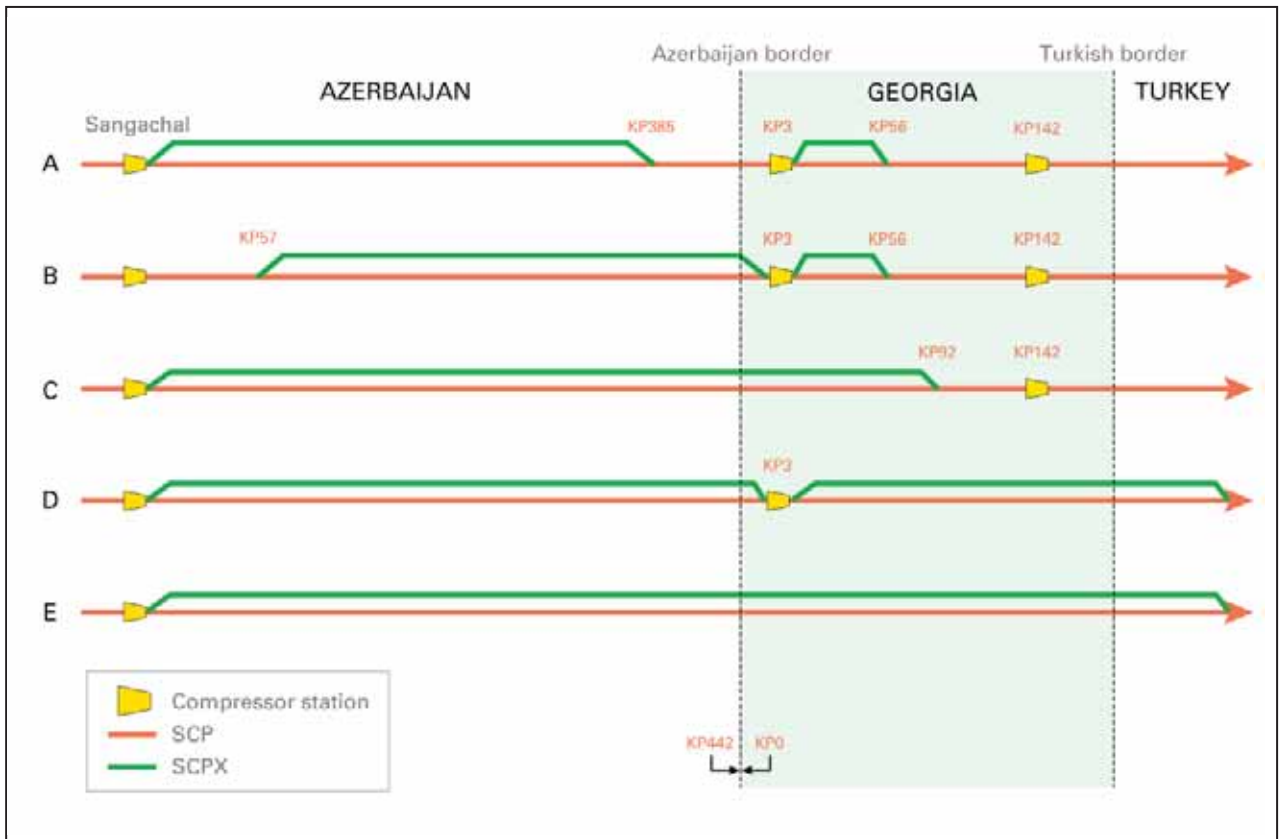 Azerbaijan border Turkish border
AZERBAIJAN GEORGIA TURKEY
Sangachal KP385 KP3 KP56 KP142
A
KP57 KP3 KP56 KP142
B
KP92 KP142
C
KP3
D
E
Compressor station
SCP
SCPX
KP442 KP0